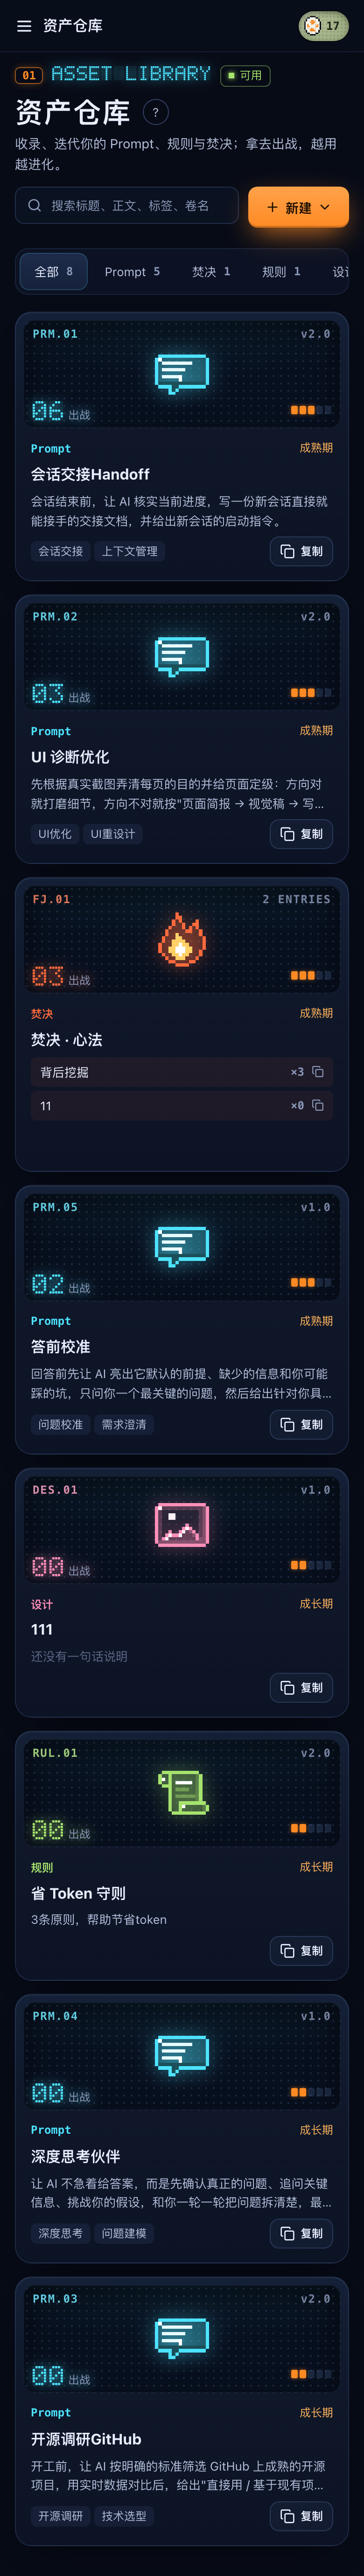 资产仓库
17
01 ASSET LIBRARY 可用
资产仓库 ?
收录、迭代你的 Prompt、规则与焚决；拿去出战，越用
越进化。
搜索标题、正文、标签、卷名
新建
全部 8 Prompt 5 焚决 1 规则 1 设计
PRM.01 v2.0
06 出战
Prompt 成熟期
会话交接Handoff
会话结束前，让 AI 核实当前进度，写一份新会话直接就
能接手的交接文档，并给出新会话的启动指令。
会话交接 上下文管理 复制
PRM.02 v2.0
03 出战
Prompt 成熟期
UI 诊断优化
先根据真实截图弄清每页的目的并给页面定级：方向对
就打磨细节，方向不对就按"页面简报 → 视觉稿 → 写…
UI优化 UI重设计 复制
FJ.01 2 ENTRIES
03 出战
焚决 成熟期
焚决 · 心法
背后挖掘 ×3
11 ×0
PRM.05 v1.0
02 出战
Prompt 成熟期
答前校准
回答前先让 AI 亮出它默认的前提、缺少的信息和你可能
踩的坑，只问你一个最关键的问题，然后给出针对你具…
问题校准 需求澄清 复制
DES.01 v1.0
00 出战
设计 成长期
111
还没有一句话说明
复制
RUL.01 v2.0
00 出战
规则 成长期
省 Token 守则
3条原则，帮助节省token
复制
PRM.04 v1.0
00 出战
Prompt 成长期
深度思考伙伴
让 AI 不急着给答案，而是先确认真正的问题、追问关键
信息、挑战你的假设，和你一轮一轮把问题拆清楚，最…
深度思考 问题建模 复制
PRM.03 v1.0
00 出战
Prompt 成长期
开源调研GitHub
开工前，让 AI 按明确的标准筛选 GitHub 上成熟的开源
项目，用实时数据对比后，给出"直接用 / 基于现有项…
开源调研 技术选型 复制